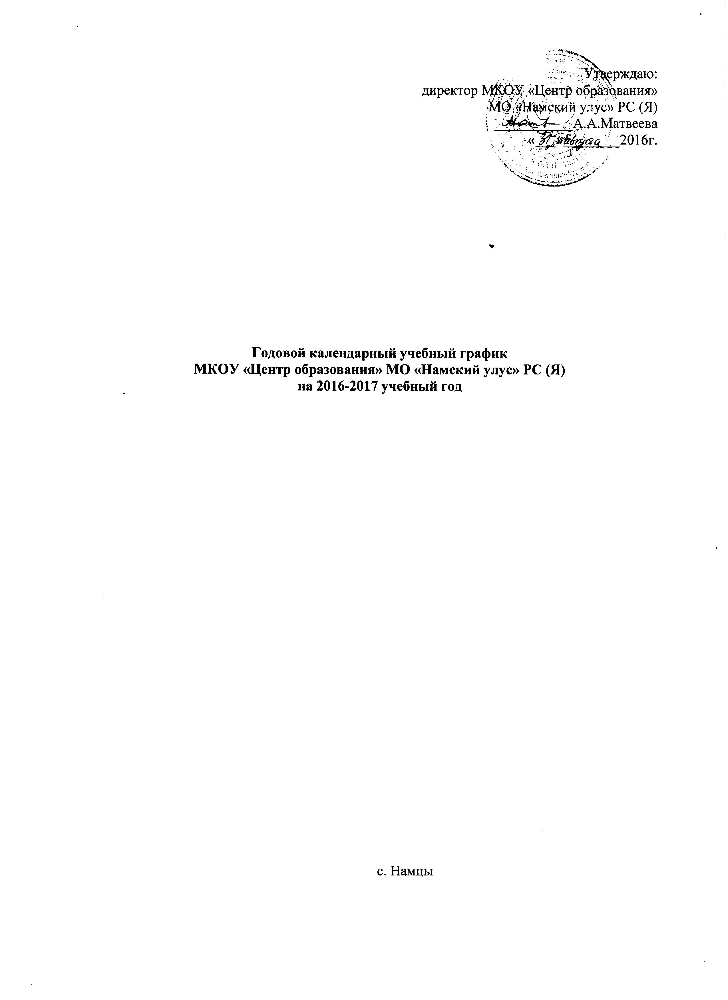 Утверждаю:
директор МКОУ «Центр образования»
МО «Намский улус» РС (Я)
А.А.Матвеева
«31» августа 2016г.
Годовой календарный учебный график
МКОУ «Центр образования» МО «Намский улус» РС (Я)
на 2016-2017 учебный год
с. Намцы